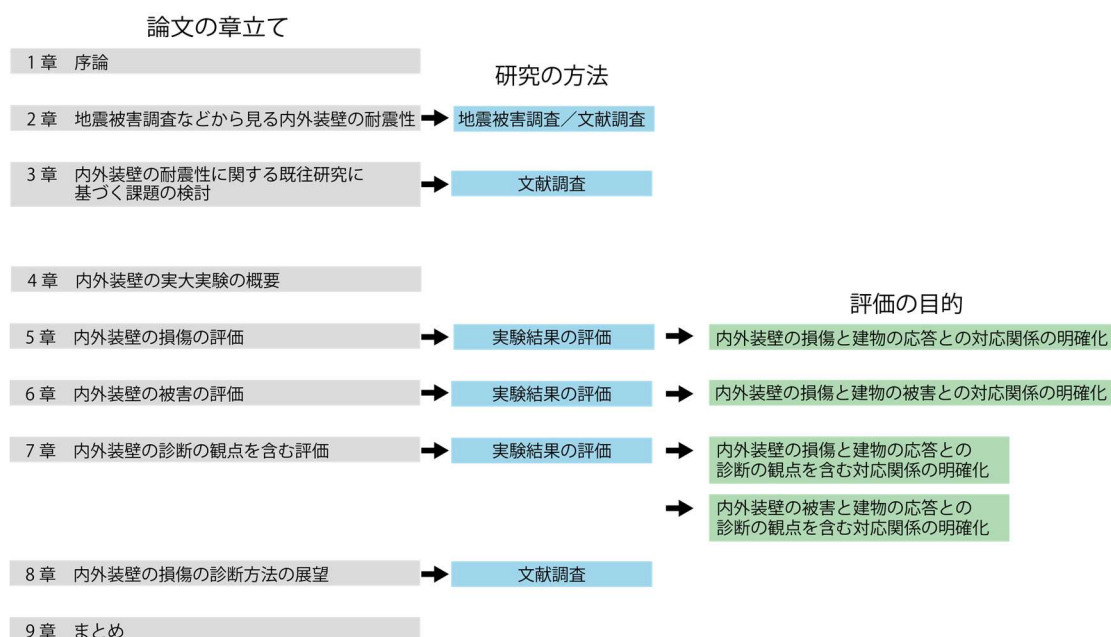 論文の章立て
1 章　序論
研究の方法
2 章　地震被害調査などから見る内外装壁の耐震性
地震被害調査／文献調査
3 章　内外装壁の耐震性に関する既往研究に
基づく課題の検討
文献調査
4 章　内外装壁の実大実験の概要
評価の目的
5 章　内外装壁の損傷の評価
実験結果の評価
内外装壁の損傷と建物の応答との対応関係の明確化
6 章　内外装壁の被害の評価
実験結果の評価
内外装壁の損傷と建物の被害との対応関係の明確化
7 章　内外装壁の診断の観点を含む評価
実験結果の評価
内外装壁の損傷と建物の応答との
診断の観点を含む対応関係の明確化
内外装壁の被害と建物の応答との
診断の観点を含む対応関係の明確化
8 章　内外装壁の損傷の診断方法の展望
文献調査
9 章　まとめ